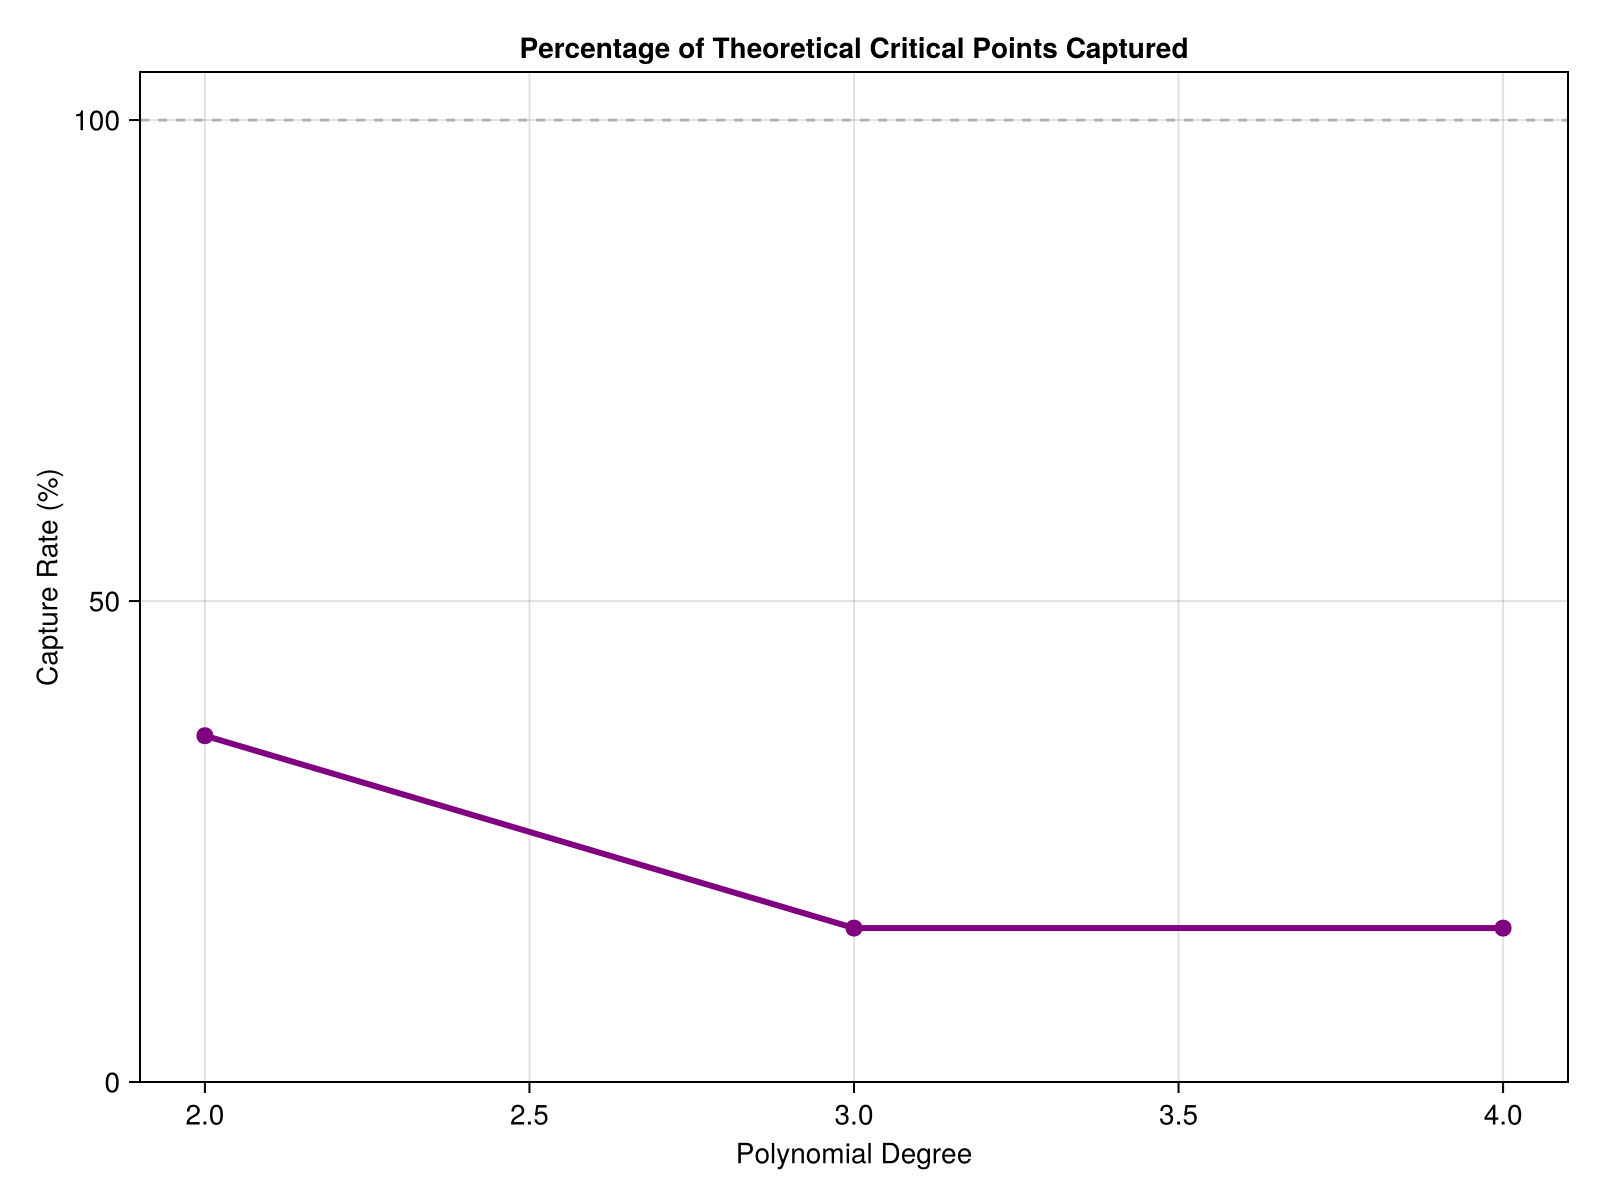 Percentage of Theoretical Critical Points Captured
100
50
0
Capture Rate (%)
2.0 2.5 3.0 3.5 4.0
Polynomial Degree